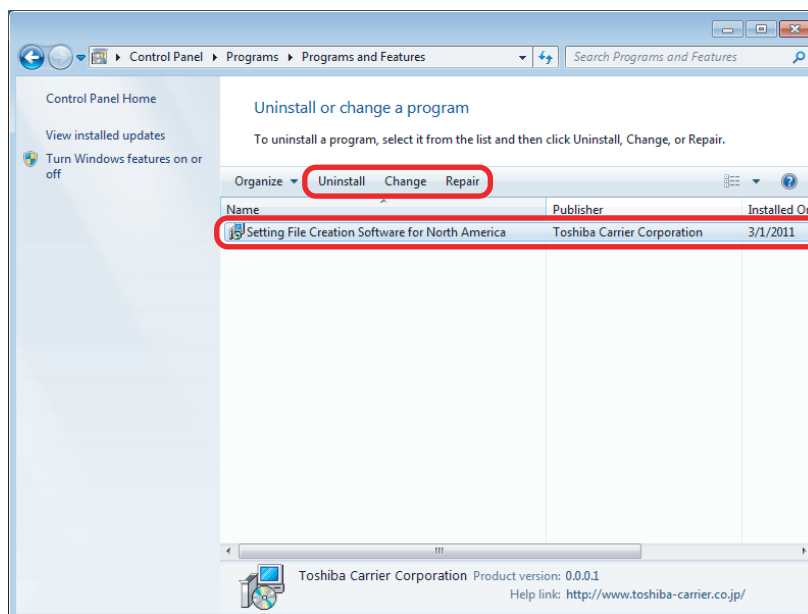 Control Panel Programs Programs and Features Search Programs and Features
Control Panel Home
View installed updates
Turn Windows features on or
off
Uninstall or change a program
To uninstall a program, select it from the list and then click Uninstall, Change, or Repair.
Organize Uninstall Change Repair
Name Publisher Installed On
Setting File Creation Software for North America Toshiba Carrier Corporation 3/1/2011
Toshiba Carrier Corporation Product version: 0.0.0.1
Help link: http://www.toshiba-carrier.co.jp/